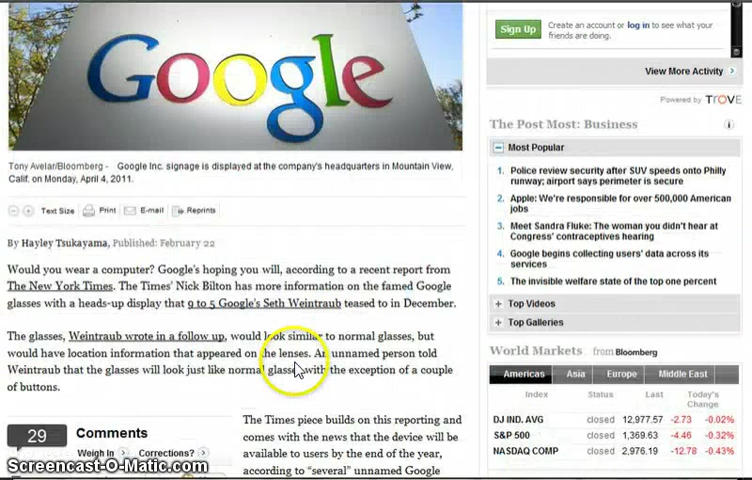 Google
Tony Avelar/Bloomberg - Google Inc. signage is displayed at the company's headquarters in Mountain View,
Calif. on Monday, April 4, 2011.
Text Size Print E-mail Reprints
By Hayley Tsukayama, Published: February 22
Would you wear a computer? Google's hoping you will, according to a recent report from
The New York Times. The Times' Nick Bilton has more information on the famed Google
glasses with a heads-up display that 9 to 5 Google's Seth Weintraub teased to in December.
The glasses, Weintraub wrote in a follow up, would look similar to normal glasses, but
would have location information that appeared on the lenses. An unnamed person told
Weintraub that the glasses will look just like normal glasses with the exception of a couple
of buttons.
29 Comments
Weigh In Corrections?
The Times piece builds on this reporting and
comes with the news that the device will be
available to users by the end of the year,
according to "several" unnamed Google
Sign Up
Create an account or log in to see what your
friends are doing.
View More Activity
Powered by TROVE
The Post Most: Business
Most Popular
1. Police review security after SUV speeds onto Philly
runway; airport says perimeter is secure
2. Apple: We're responsible for over 500,000 American
jobs
3. Meet Sandra Fluke: The woman you didn't hear at
Congress' contraceptives hearing
4. Google begins collecting users' data across its
services
5. The invisible welfare state of the top one percent
Top Videos
Top Galleries
World Markets from Bloomberg
Americas Asia Europe Middle East
Index Status Last Today's
Change
DJ IND. AVG closed 12,977.57 -2.73 -0.02%
S&P 500 closed 1,369.63 -4.46 -0.32%
NASDAQ COMP closed 2,976.19 -12.78 -0.43%
Screencast-O-Matic.com